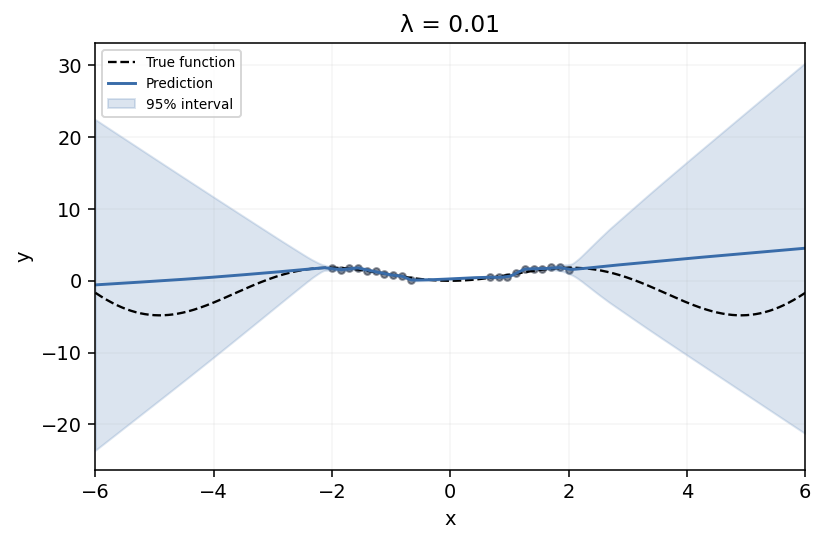 λ = 0.01
True function
Prediction
95% interval
30
20
10
0
−10
−20
y
−6
−4
−2
0
2
4
6
x